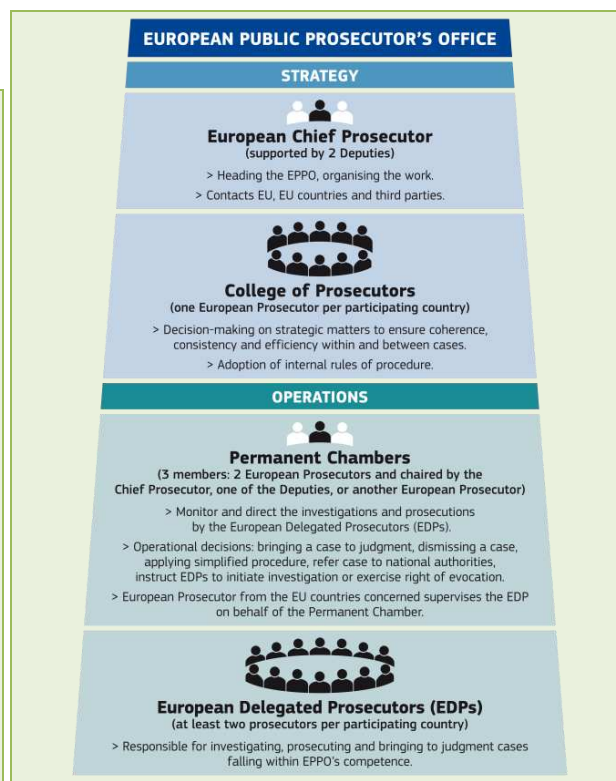 EUROPEAN PUBLIC PROSECUTOR'S OFFICE
STRATEGY
European Chief Prosecutor
(supported by 2 Deputies)
> Heading the EPPO, organising the work.
> Contacts EU, EU countries and third parties.
College of Prosecutors
(one European Prosecutor per participating country)
> Decision-making on strategic matters to ensure coherence,
consistency and efficiency within and between cases.
> Adoption of internal rules of procedure.
OPERATIONS
Permanent Chambers
(3 members: 2 European Prosecutors and chaired by the
Chief Prosecutor, one of the Deputies, or another European Prosecutor)
> Monitor and direct the investigations and prosecutions
by the European Delegated Prosecutors (EDPs).
> Operational decisions: bringing a case to judgment, dismissing a case,
applying simplified procedure, refer case to national authorities,
instruct EDPs to initiate investigation or exercise right of evocation.
> European Prosecutor from the EU countries concerned supervises the EDP
on behalf of the Permanent Chamber.
European Delegated Prosecutors (EDPs)
(at least two prosecutors per participating country)
> Responsible for investigating, prosecuting and bringing to judgment cases
falling within EPPO's competence.